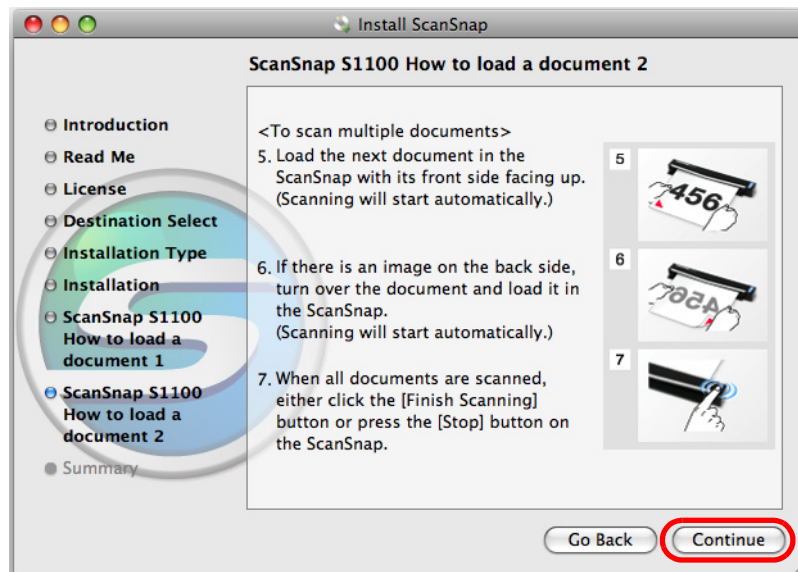 Install ScanSnap
ScanSnap S1100 How to load a document 2
Introduction
Read Me
License
Destination Select
Installation Type
Installation
ScanSnap S1100
How to load a
document 1
ScanSnap S1100
How to load a
document 2
Summary
<To scan multiple documents>
5. Load the next document in the
ScanSnap with its front side facing up.
(Scanning will start automatically.)
6. If there is an image on the back side,
turn over the document and load it in
the ScanSnap.
(Scanning will start automatically.)
7. When all documents are scanned,
either click the [Finish Scanning]
button or press the [Stop] button on
the ScanSnap.
5
456
6
456
7
Go Back
Continue